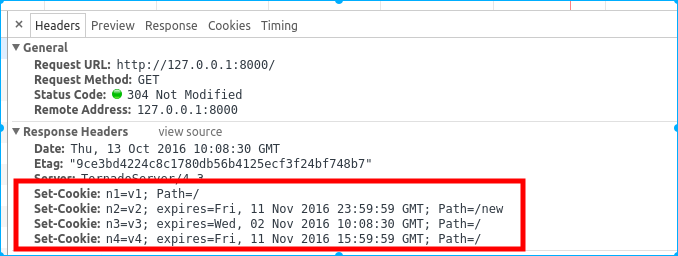 × Headers Preview Response Cookies Timing
▼ General
Request URL: http://127.0.0.1:8000/
Request Method: GET
Status Code: 304 Not Modified
Remote Address: 127.0.0.1:8000
▼ Response Headers view source
Date: Thu, 13 Oct 2016 10:08:30 GMT
Etag: "9ce3bd4224c8c1780db56b4125ecf3f24bf748b7"
Server: TornadoServer/4.3
Set-Cookie: n1=v1; Path=/
Set-Cookie: n2=v2; expires=Fri, 11 Nov 2016 23:59:59 GMT; Path=/new
Set-Cookie: n3=v3; expires=Wed, 02 Nov 2016 10:08:30 GMT; Path=/
Set-Cookie: n4=v4; expires=Fri, 11 Nov 2016 15:59:59 GMT; Path=/